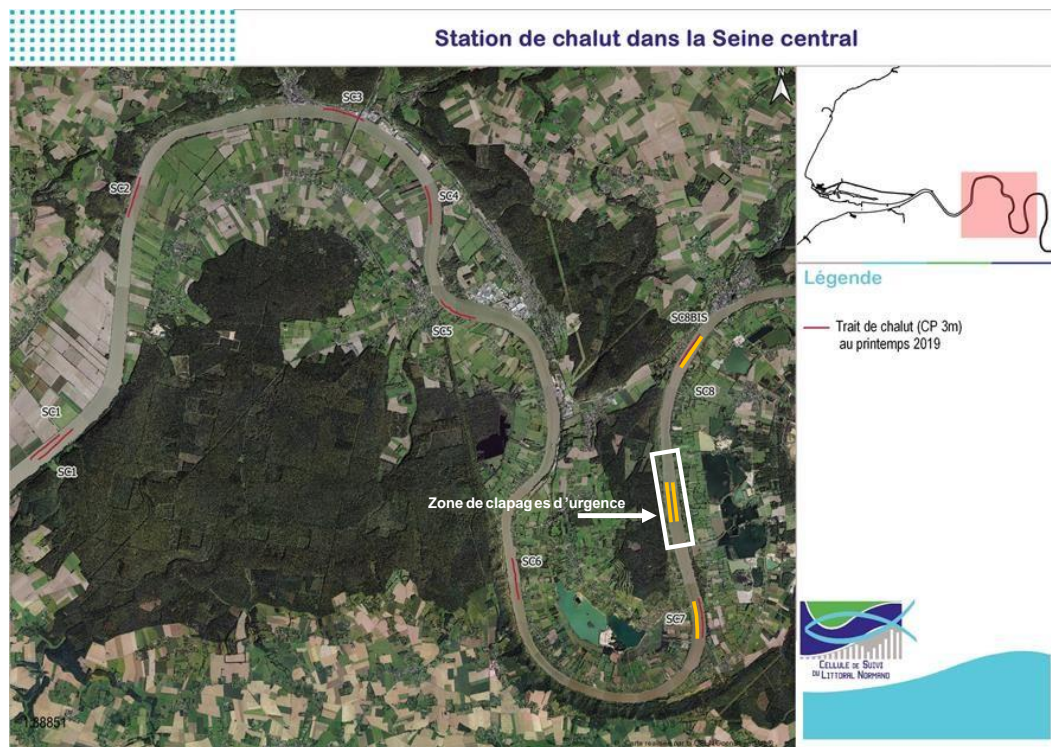 Station de chalut dans la Seine central
N
SC3
SC2
SC4
SC5
SC8BIS
SC8
SC1
SC1
Zone de clapages d ’urgence
SC6
SC7
Légende
Trait de chalut (CP 3m)
au printemps 2019
CELLULE DE SUIVI
DU LITTORAL NORMAND